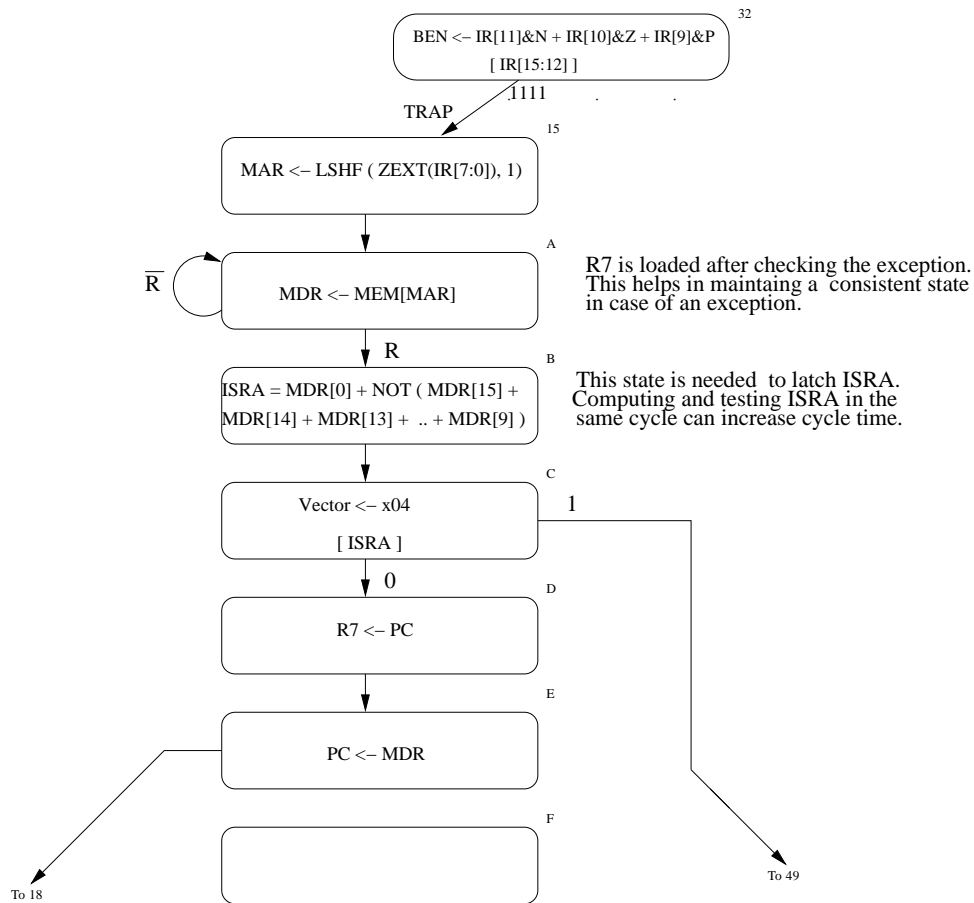 32
BEN <– IR[11]&N + IR[10]&Z + IR[9]&P
[ IR[15:12] ]
1111
TRAP
15
MAR <– LSHF ( ZEXT(IR[7:0]), 1)
A
R
MDR <– MEM[MAR]
R7 is loaded after checking the exception.
This helps in maintaing a consistent state
in case of an exception.
R
B
ISRA = MDR[0] + NOT ( MDR[15] +
MDR[14] + MDR[13] + .. + MDR[9] )
This state is needed to latch ISRA.
Computing and testing ISRA in the
same cycle can increase cycle time.
C
Vector <– x04
[ ISRA ]
1
0
D
R7 <– PC
E
PC <– MDR
F
To 18
To 49